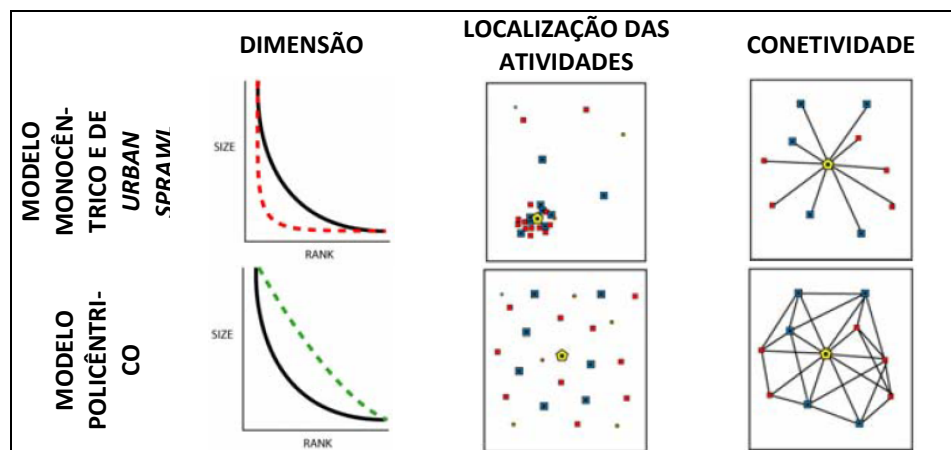 DIMENSÃO
LOCALIZAÇÃO DAS
ATIVIDADES
CONETIVIDADE
MODELO
MONOCÊN-
TRICO E DE
URBAN
SPRAWL
SIZE
RANK
MODELO
POLICÊNTRI-
CO
SIZE
RANK